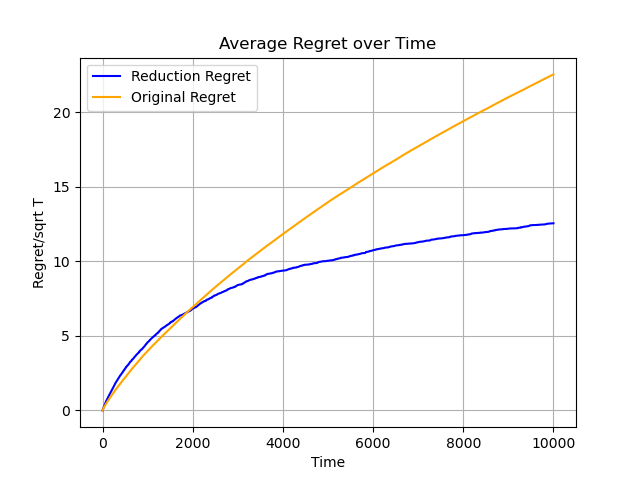 Average Regret over Time
Reduction Regret
Original Regret
Regret/sqrt T
20
15
10
5
0
0 2000 4000 6000 8000 10000
Time